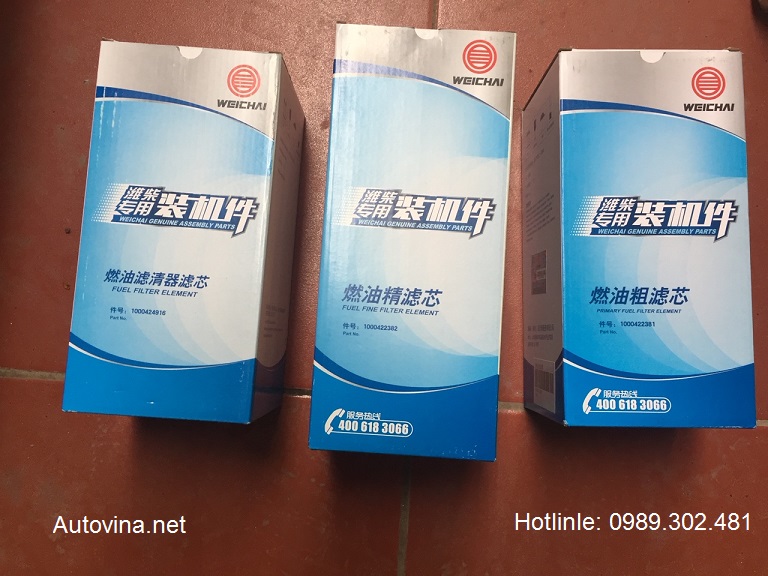 WEICHAI
潍柴
专用
装机件
WEICHAI GENUINE ASSEMBLY PARTS
燃油滤清器滤芯
FUEL FILTER ELEMENT
件号: 1000424916
Part No.
WEICHAI
潍柴
专用
装机件
WEICHAI GENUINE ASSEMBLY PARTS
燃油精滤芯
FUEL FINE FILTER ELEMENT
件号: 1000422382
Part No.
服务热线
400 618 3066
WEICHAI
潍柴
专用
装机件
WEICHAI GENUINE ASSEMBLY PARTS
燃油粗滤芯
PRIMARY FUEL FILTER ELEMENT
件号: 1000422381
Part No.
服务热线
400 618 3066
Autovina.net
Hotlinle: 0989.302.481